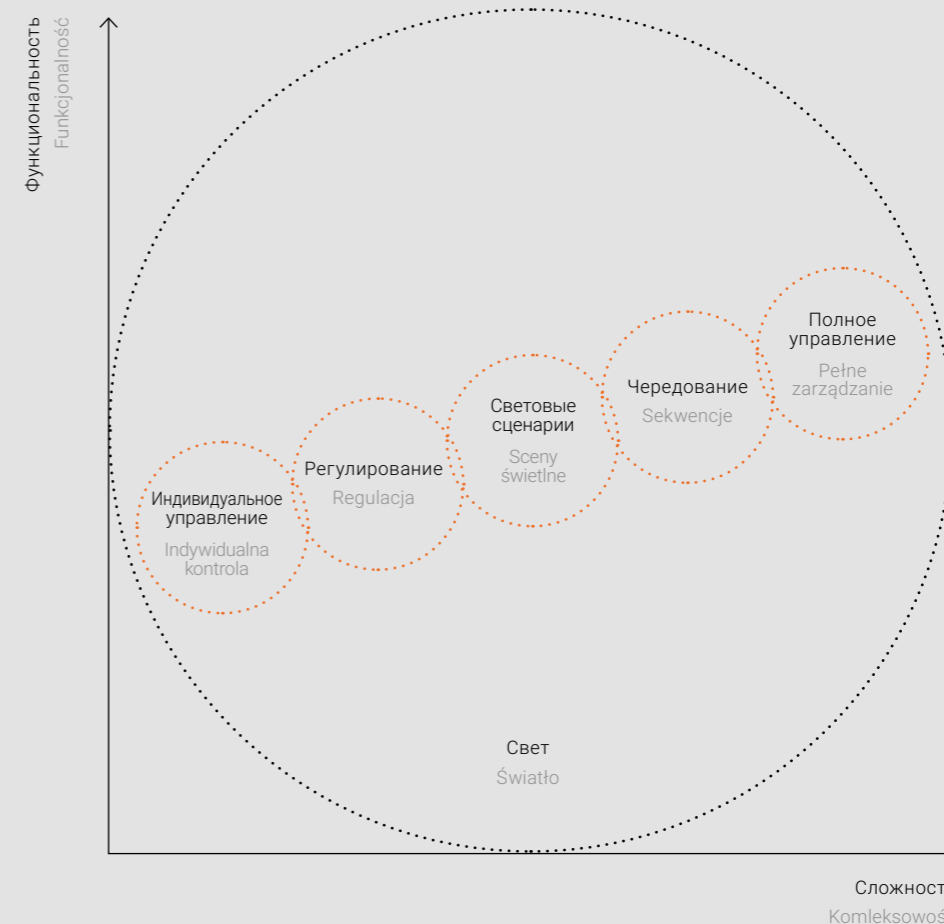 Функциональность
Funkcjonalność
Полное
управление
Pełne
zarządzanie
Чередование
Sekwencje
Световые
сценарии
Sceny
świetlne
Регулирование
Regulacja
Индивидуальное
управление
Indywidualna
kontrola
Свет
Światło
Сложност
Komleksowoś